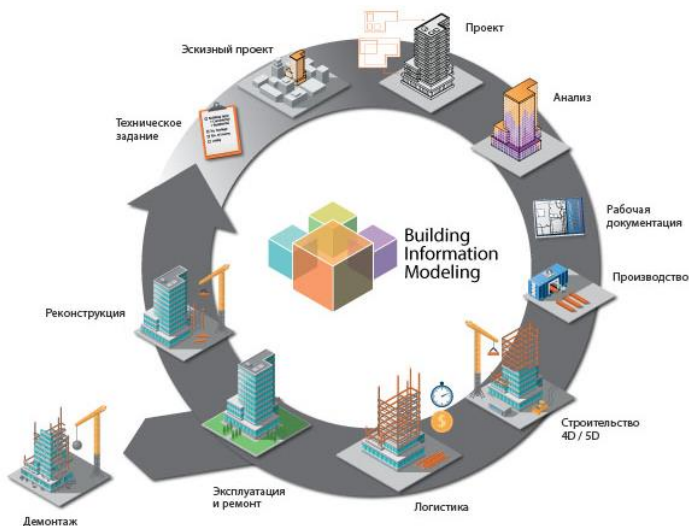 Эскизный проект
Проект
Анализ
Техническое
задание
Рабочая
документация
Building
Information
Modeling
Производство
Реконструкция
Строительство
4D / 5D
Эксплуатация
и ремонт
Логистика
Демонтаж